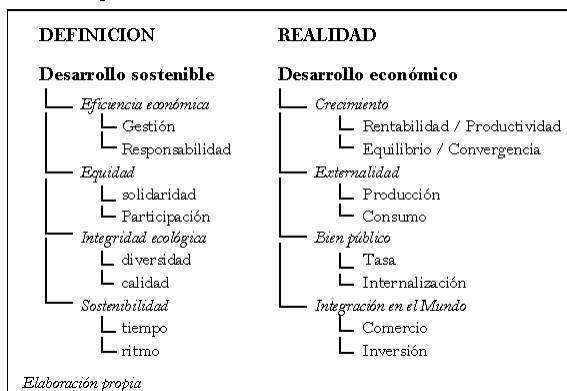 DEFINICION
Desarrollo sostenible
Eficiencia económica
Gestión
Responsabilidad
Equidad
solidaridad
Participación
Integridad ecológica
diversidad
calidad
Sostenibilidad
tiempo
ritmo
REALIDAD
Desarrollo económico
Crecimiento
Rentabilidad / Productividad
Equilibrio / Convergencia
Externalidad
Producción
Consumo
Bien público
Tasa
Internalización
Integración en el Mundo
Comercio
Inversión
Elaboración propia